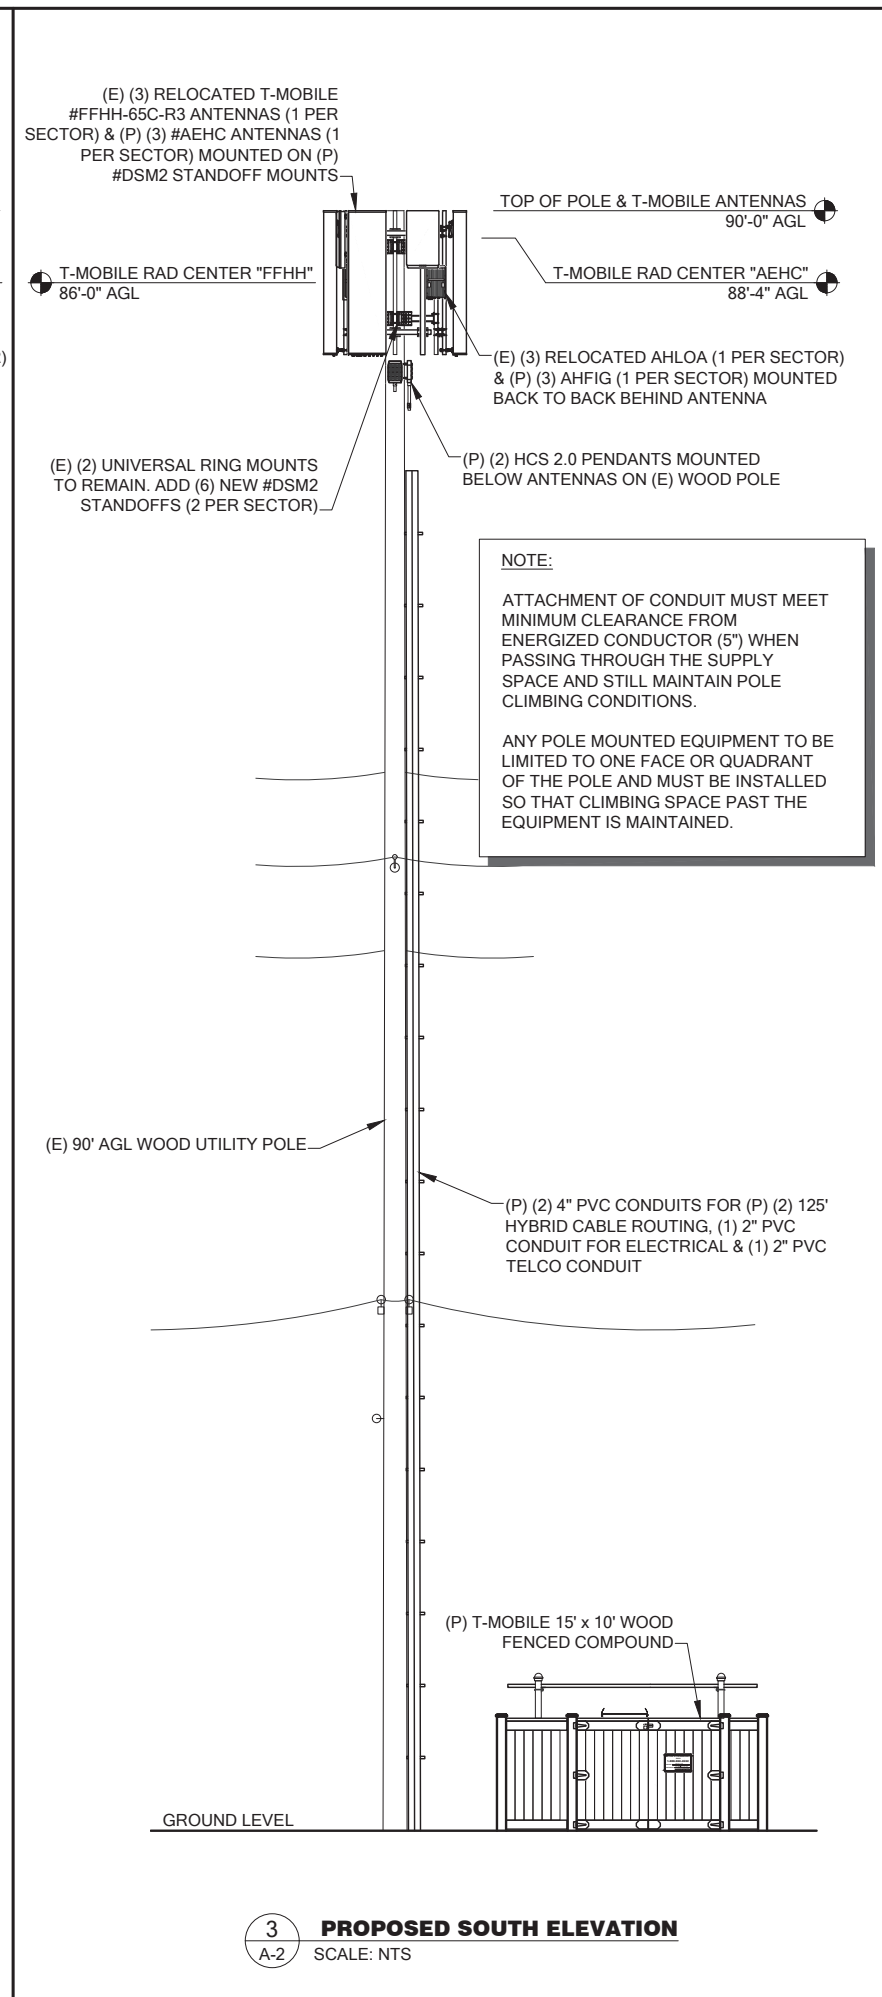 (E) (3) RELOCATED T-MOBILE
#FFHH-65C-R3 ANTENNAS (1 PER
SECTOR) & (P) (3) #AEHC ANTENNAS (1
PER SECTOR) MOUNTED ON (P)
#DSM2 STANDOFF MOUNTS
TOP OF POLE & T-MOBILE ANTENNAS
90'-0" AGL
T-MOBILE RAD CENTER "FFHH"
86'-0" AGL
T-MOBILE RAD CENTER "AEHC"
88'-4" AGL
)
(E) (3) RELOCATED AHLOA (1 PER SECTOR)
& (P) (3) AHFIG (1 PER SECTOR) MOUNTED
BACK TO BACK BEHIND ANTENNA
(E) (2) UNIVERSAL RING MOUNTS
TO REMAIN. ADD (6) NEW #DSM2
STANDOFFS (2 PER SECTOR)
(P) (2) HCS 2.0 PENDANTS MOUNTED
BELOW ANTENNAS ON (E) WOOD POLE
NOTE:
ATTACHMENT OF CONDUIT MUST MEET
MINIMUM CLEARANCE FROM
ENERGIZED CONDUCTOR (5") WHEN
PASSING THROUGH THE SUPPLY
SPACE AND STILL MAINTAIN POLE
CLIMBING CONDITIONS.
ANY POLE MOUNTED EQUIPMENT TO BE
LIMITED TO ONE FACE OR QUADRANT
OF THE POLE AND MUST BE INSTALLED
SO THAT CLIMBING SPACE PAST THE
EQUIPMENT IS MAINTAINED.
(E) 90' AGL WOOD UTILITY POLE
(P) (2) 4" PVC CONDUITS FOR (P) (2) 125'
HYBRID CABLE ROUTING, (1) 2" PVC
CONDUIT FOR ELECTRICAL & (1) 2" PVC
TELCO CONDUIT
(P) T-MOBILE 15' x 10' WOOD
FENCED COMPOUND
GROUND LEVEL
3
A-2
PROPOSED SOUTH ELEVATION
SCALE: NTS